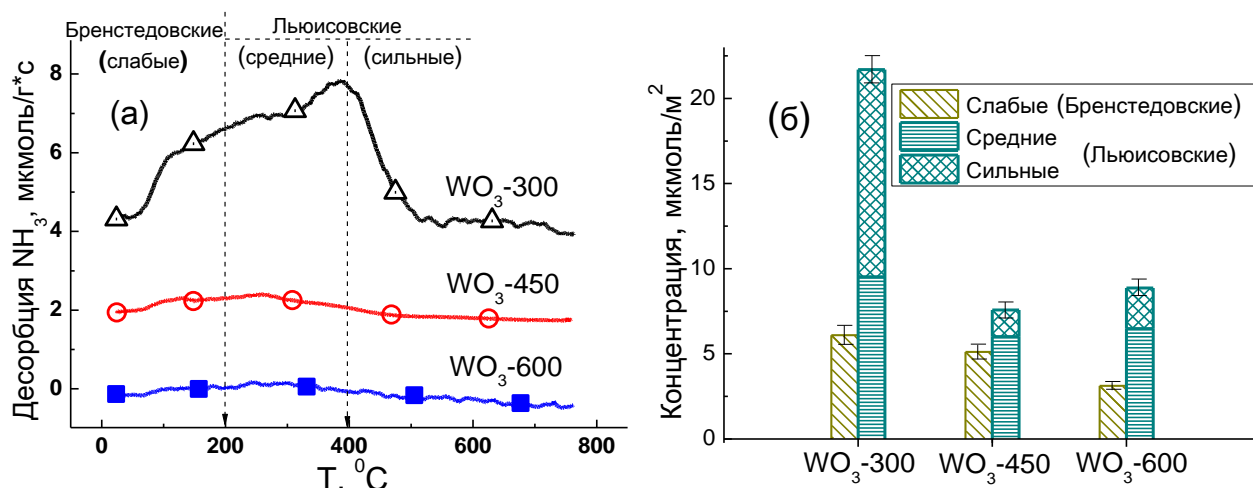 Бренстедовские
(слабые)
Льюисовские
(средние)
(сильные)
(а)
Десорбция NH3, мкмоль/г*с
8
6
4
2
0
WO3-300
WO3-450
WO3-600
0 200 400 600 800
T, 0C
(б)
Концентрация, мкмоль/м2
20
15
10
5
0
Слабые (Бренстедовские)
Средние
Сильные
(Льюисовские)
WO3-300 WO3-450 WO3-600